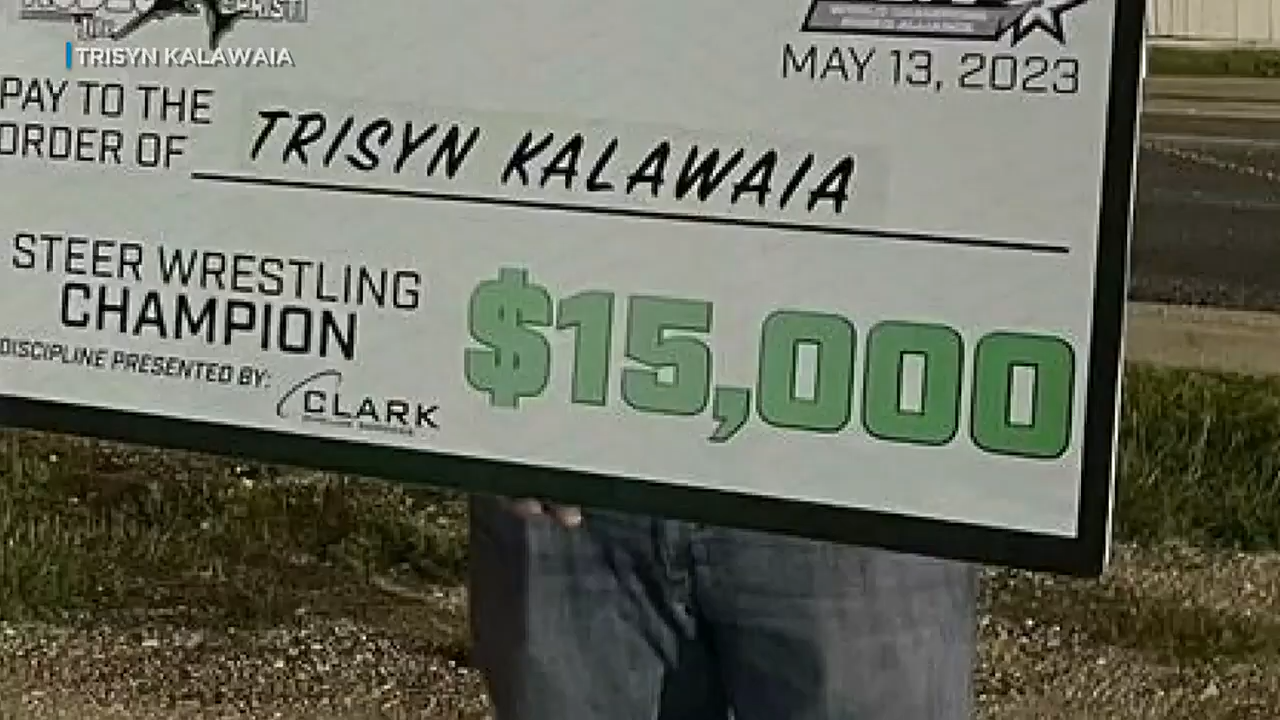 TRISYN KALAWAIA
MAY 13, 2023
PAY TO THE
ORDER OF TRISYN KALAWAIA
STEER WRESTLING
CHAMPION
$15,000
DISCIPLINE PRESENTED BY:
CLARK